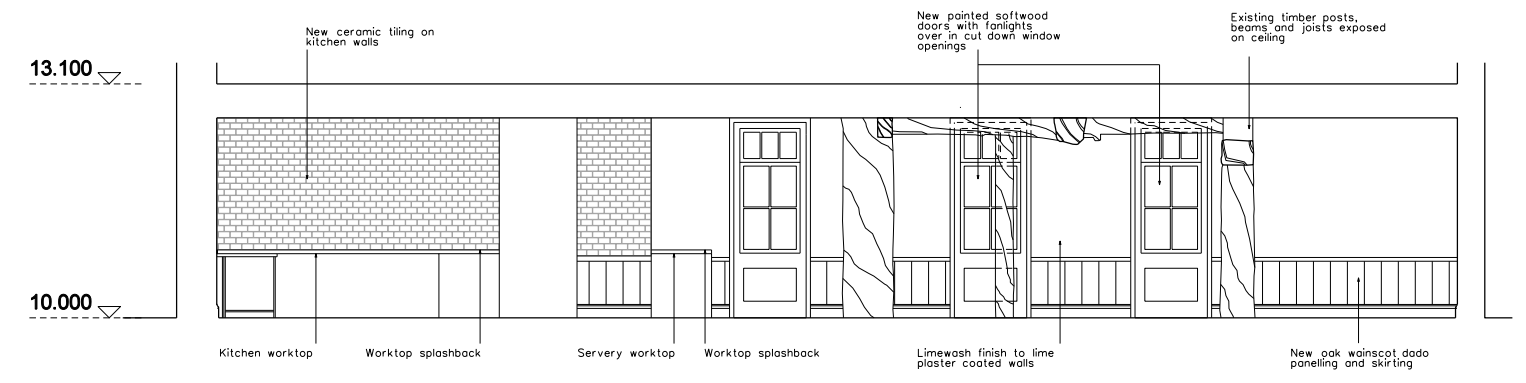 New ceramic tiling on
kitchen walls
New painted softwood
doors with fanlights
over in cut down window
openings
Existing timber posts,
beams and joists exposed
on ceiling
13.100
10.000
Kitchen worktop
Worktop splashback
Servery worktop
Worktop splashback
Limewash finish to lime
plaster coated walls
New oak wainscot dado
panelling and skirting